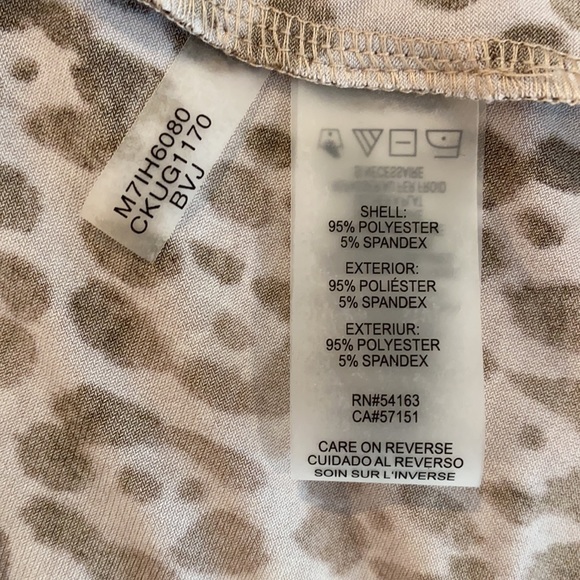 M7IH6080
CKUG1170
BVJ
SHELL:
95% POLYESTER
5% SPANDEX
EXTERIOR:
95% POLIÉSTER
5% SPANDEX
EXTERIUR:
95% POLYESTER
5% SPANDEX
RN#54163
CA#57151
CARE ON REVERSE
CUIDADO AL REVERSO
SOIN SUR L'INVERSE